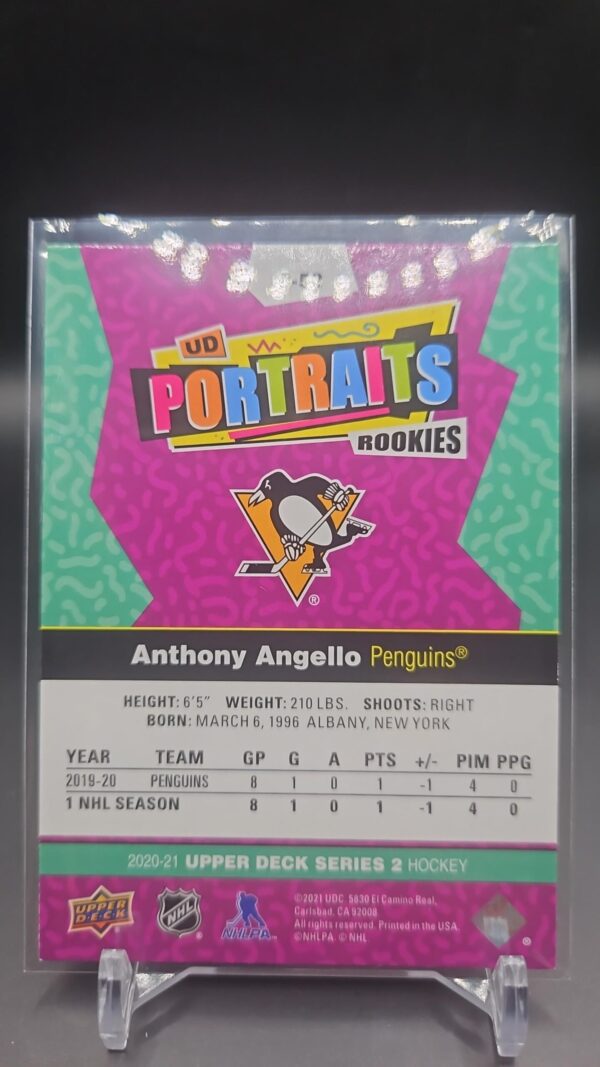 UD
PORTRAITS
ROOKIES
®
Anthony Angello Penguins®
HEIGHT: 6'5" WEIGHT: 210 LBS. SHOOTS: RIGHT
BORN: MARCH 6, 1996 ALBANY, NEW YORK
YEAR TEAM GP G A PTS +/- PIM PPG
2019-20 PENGUINS 8 1 0 1 -1 4 0
1 NHL SEASON 8 1 0 1 -1 4 0
2020-21 UPPER DECK SERIES 2 HOCKEY
UPPER DECK
NHL
NHLPA
©2021 UDC. 5830 El Camino Real,
Carlsbad, CA 92008
All rights reserved. Printed in the USA.
©NHLPA © NHL